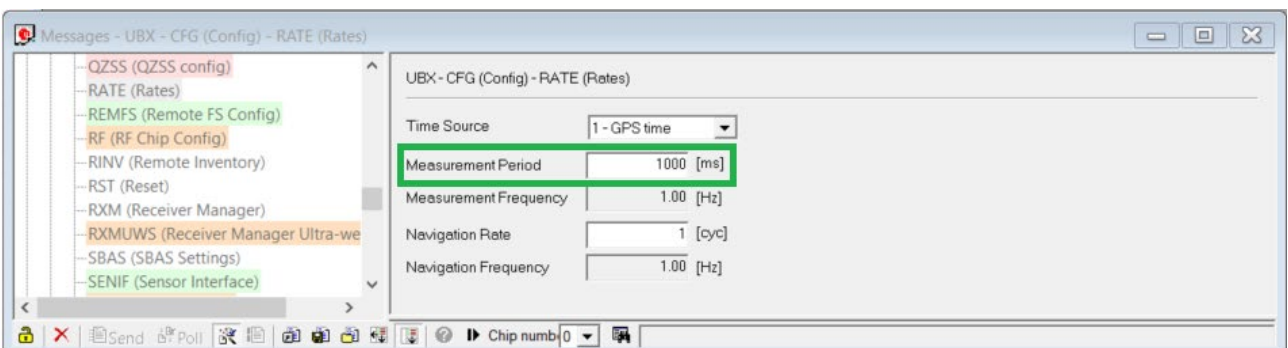 Messages - UBX - CFG (Config) - RATE (Rates)
QZSS (QZSS config)
RATE (Rates)
REMFS (Remote FS Config)
RF (RF Chip Config)
RINV (Remote Inventory)
RST (Reset)
RXM (Receiver Manager)
RXMUWS (Receiver Manager Ultra-we
SBAS (SBAS Settings)
SENIF (Sensor Interface)
UBX - CFG (Config) - RATE (Rates)
Time Source 1 - GPS time
Measurement Period 1000 [ms]
Measurement Frequency 1.00 [Hz]
Navigation Rate 1 [cyc]
Navigation Frequency 1.00 [Hz]
Send Poll Chip numb 0